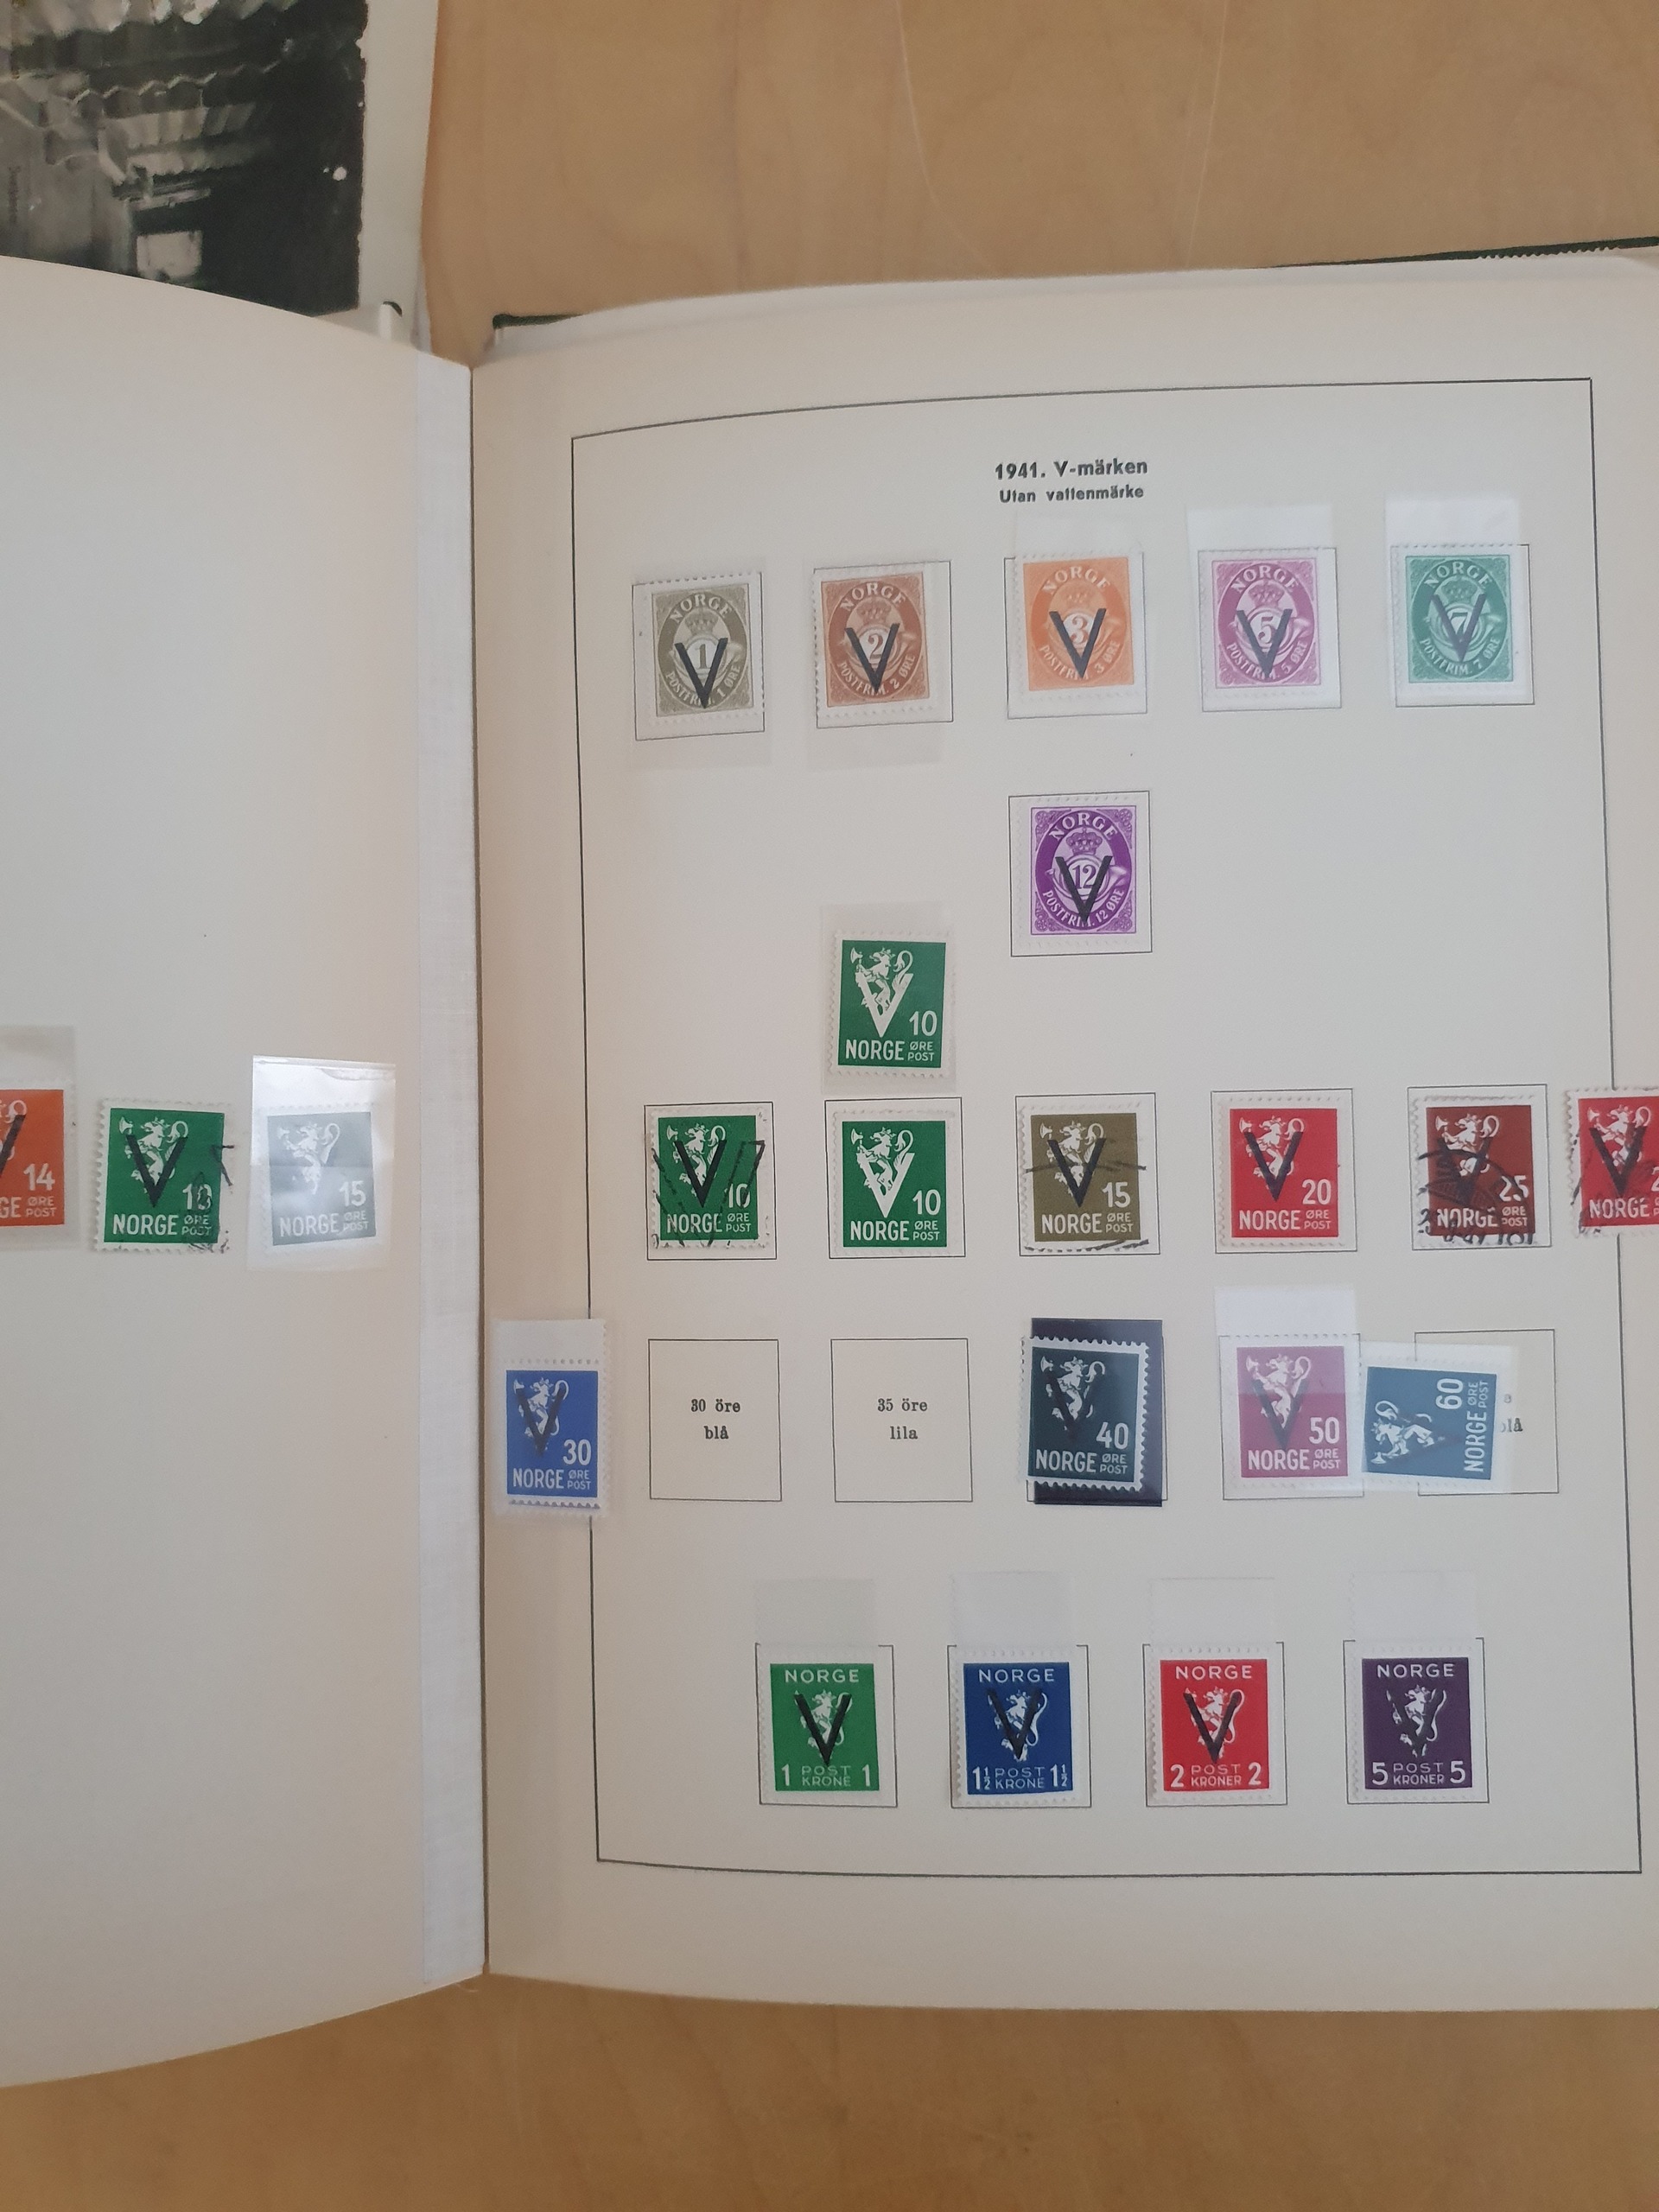 1941. V-märken
Utan vattenmärke
NORGE
1
POSTFRIM. 1 ØRE
NORGE
2
POSTFRIM. 2 ØRE
NORGE
3
POSTFRIM. 3 ØRE
NORGE
5
POSTFRIM. 5 ØRE
NORGE
7
POSTFRIM. 7 ØRE
NORGE
12
POSTFRIM. 12 ØRE
10
NORGE ØRE
POST
14
GE ØRE
POST
10
NORGE ØRE
POST
15
NORGE ØRE
POST
10
NORGE ØRE
POST
10
NORGE ØRE
POST
15
NORGE ØRE
POST
20
NORGE ØRE
POST
25
NORGE ØRE
POST
2
NORGE
30
NORGE ØRE
POST
30 öre
blå
35 öre
lila
40
NORGE ØRE
POST
50
NORGE ØRE
POST
60
NORGE ØRE
POST
blå
NORGE
1 POST 1
KRONE
NORGE
1½ POST 1½
KRONE
NORGE
2 POST 2
KRONER
NORGE
5 POST 5
KRONER